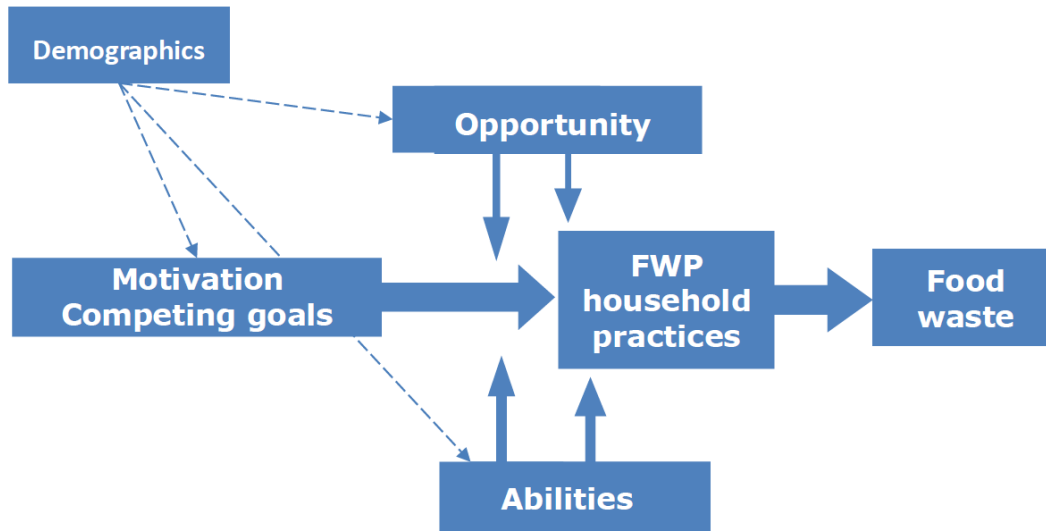 Demographics
Opportunity
Motivation
Competing goals
FWP
household
practices
Food
waste
Abilities